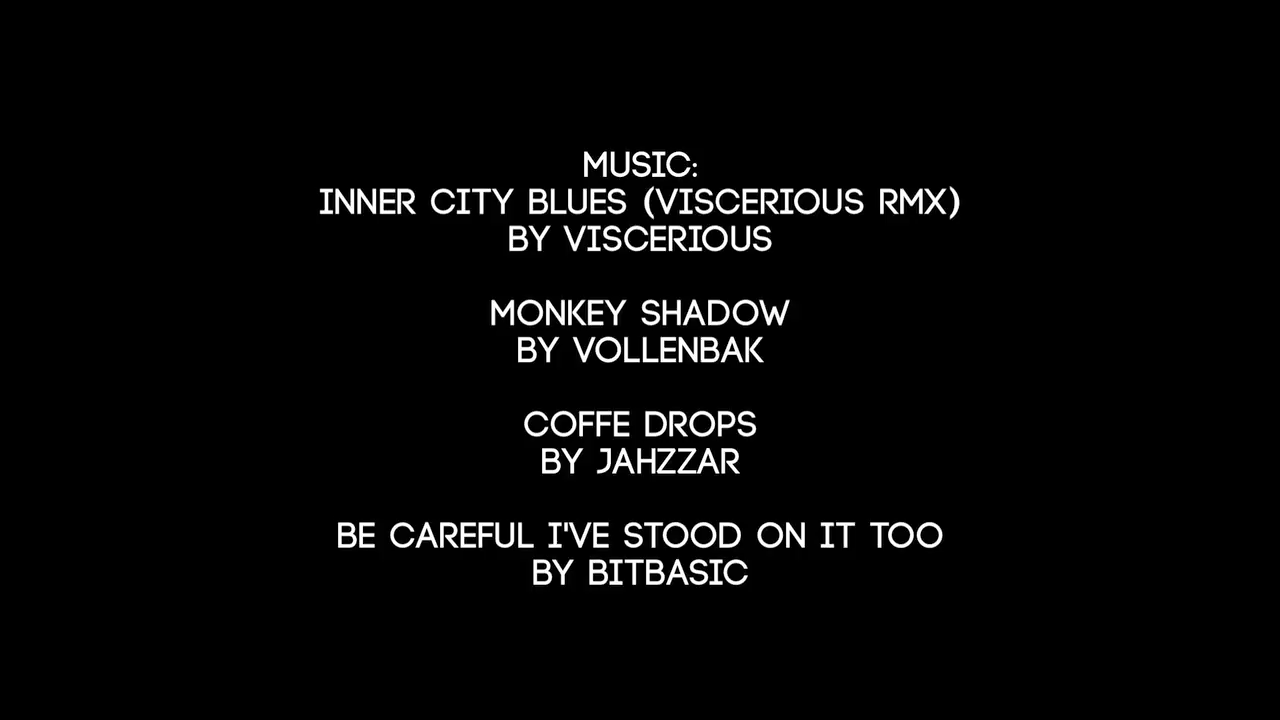 MUSIC:
INNER CITY BLUES (VISCERIOUS RMX)
BY VISCERIOUS
MONKEY SHADOW
BY VOLLENBAK
COFFE DROPS
BY JAHZZAR
BE CAREFUL I'VE STOOD ON IT TOO
BY BITBASIC